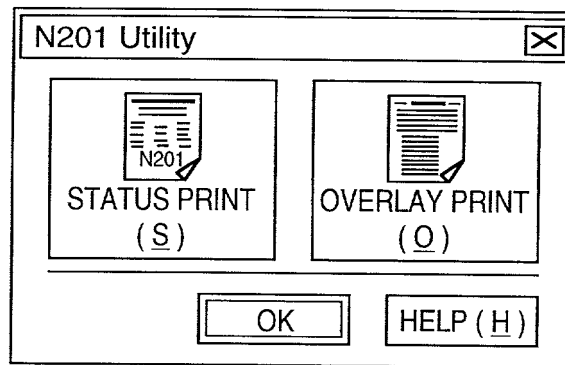 N201 Utility
N201
STATUS PRINT
(S)
OVERLAY PRINT
(O)
OK
HELP (H)